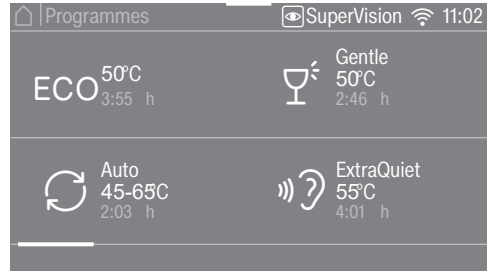 Programmes SuperVision 11:02
ECO 50°C
3:55 h
Gentle
50°C
2:46 h
Auto
45-65°C
2:03 h
ExtraQuiet
55°C
4:01 h